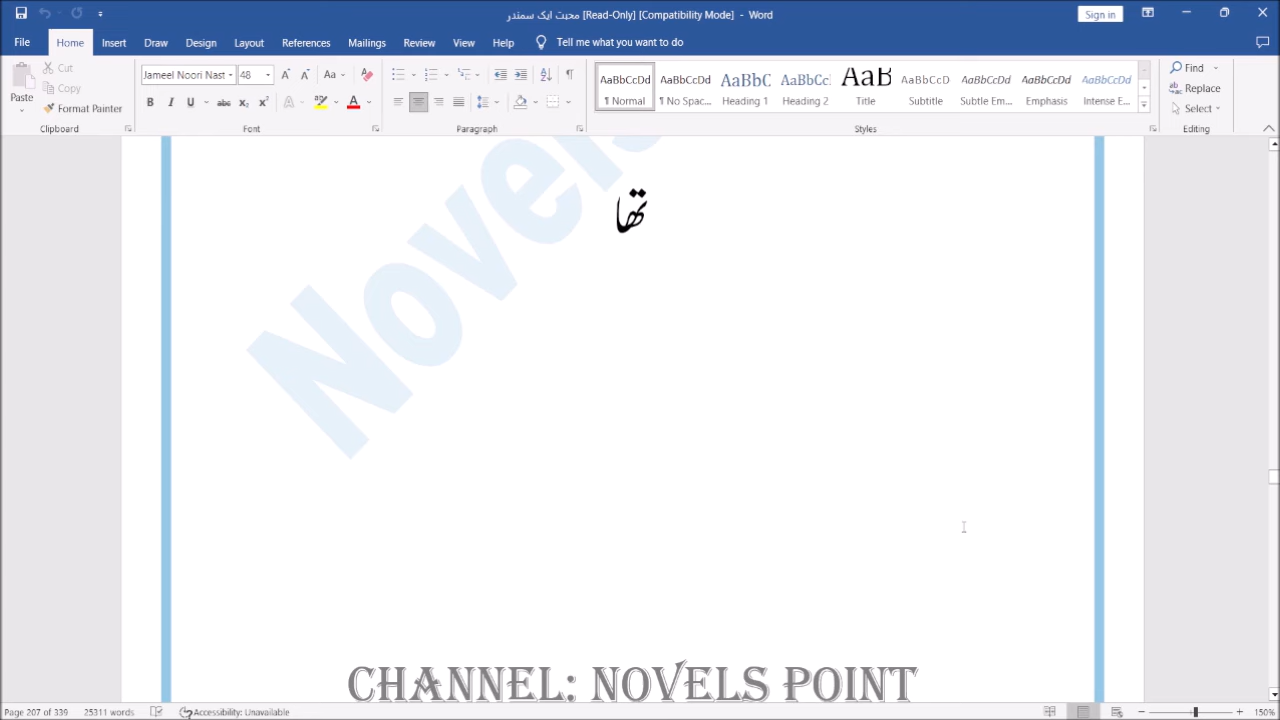 محبت ایک سمندر [Read-Only] [Compatibility Mode] - Word
Sign in
File Home Insert Draw Design Layout References Mailings Review View Help Tell me what you want to do
Paste
Cut
Copy
Format Painter
Clipboard
Jameel Noori Nast 48
Font
Paragraph
AaBbCcDd AaBbCcDd AaBbC AaBbCc AaB AaBbCcD AaBbCcDd AaBbCcDd AaBbCcDd
¶ Normal ¶ No Spac... Heading 1 Heading 2 Title Subtitle Subtle Em... Emphasis Intense E...
Styles
Find
Replace
Select
Editing
Novels
تھا
CHANNEL: NOVELS POINT
Page 207 of 339 25311 words Accessibility: Unavailable 150%